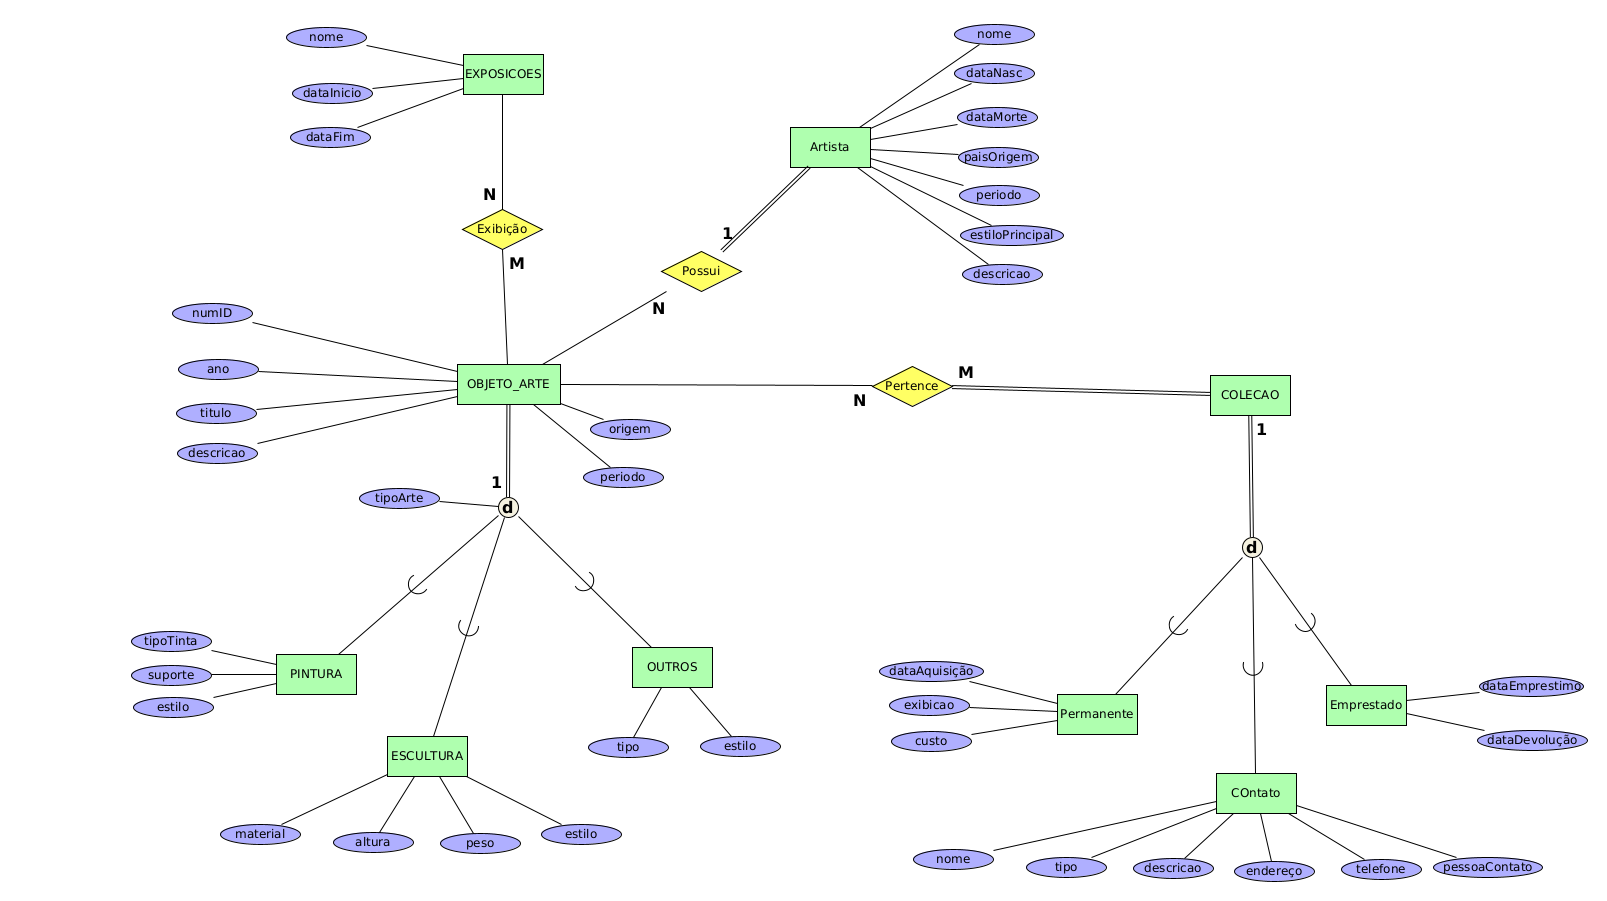 nome
EXPOSICOES
dataInicio
dataFim
N
Exibição
M
nome
dataNasc
dataMorte
Artista
paisOrigem
periodo
estiloPrincipal
descricao
1
Possui
N
numID
ano
titulo
descricao
OBJETO_ARTE
origem
periodo
N
Pertence
M
COLECAO
1
tipoArte
d
1
d
tipoTinta
suporte
estilo
PINTURA
OUTROS
tipo
estilo
ESCULTURA
material
altura
peso
estilo
dataAquisição
exibicao
custo
Permanente
Emprestado
dataEmprestimo
dataDevolução
COntato
nome
tipo
descricao
endereço
telefone
pessoaContato